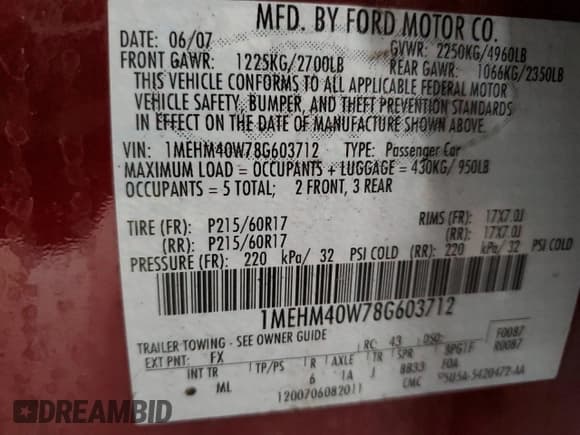 MFD. BY FORD MOTOR CO.
DATE: 06/07 GVWR: 2250KG/4960LB
FRONT GAWR: 1225KG/2700LB REAR GAWR: 1066KG/2350LB
THIS VEHICLE CONFORMS TO ALL APPLICABLE FEDERAL MOTOR
VEHICLE SAFETY, BUMPER, AND THEFT PREVENTION STANDARDS
IN EFFECT ON THE DATE OF MANUFACTURE SHOWN ABOVE.
VIN: 1MEHM40W78G603712 TYPE: Passenger Car
MAXIMUM LOAD = OCCUPANTS + LUGGAGE = 430KG/ 950LB
OCCUPANTS = 5 TOTAL; 2 FRONT, 3 REAR
TIRE (FR): P215/60R17 RIMS (FR): 17X7.0J
(RR): P215/60R17 (RR): 17X7.0J
PRESSURE (FR): 220 kPa/ 32 PSI COLD (RR): 220 kPa/ 32 PSI COLD
1MEHM40W78G603712
TRAILER TOWING - SEE OWNER GUIDE RC: 43 DSO: F0087
EXT PNT: FX R0087
INT TR TP/PS R AXLE TR SPR
ML 6 1A J 8833 F0A
1200706082011 CMC
DREAMBID